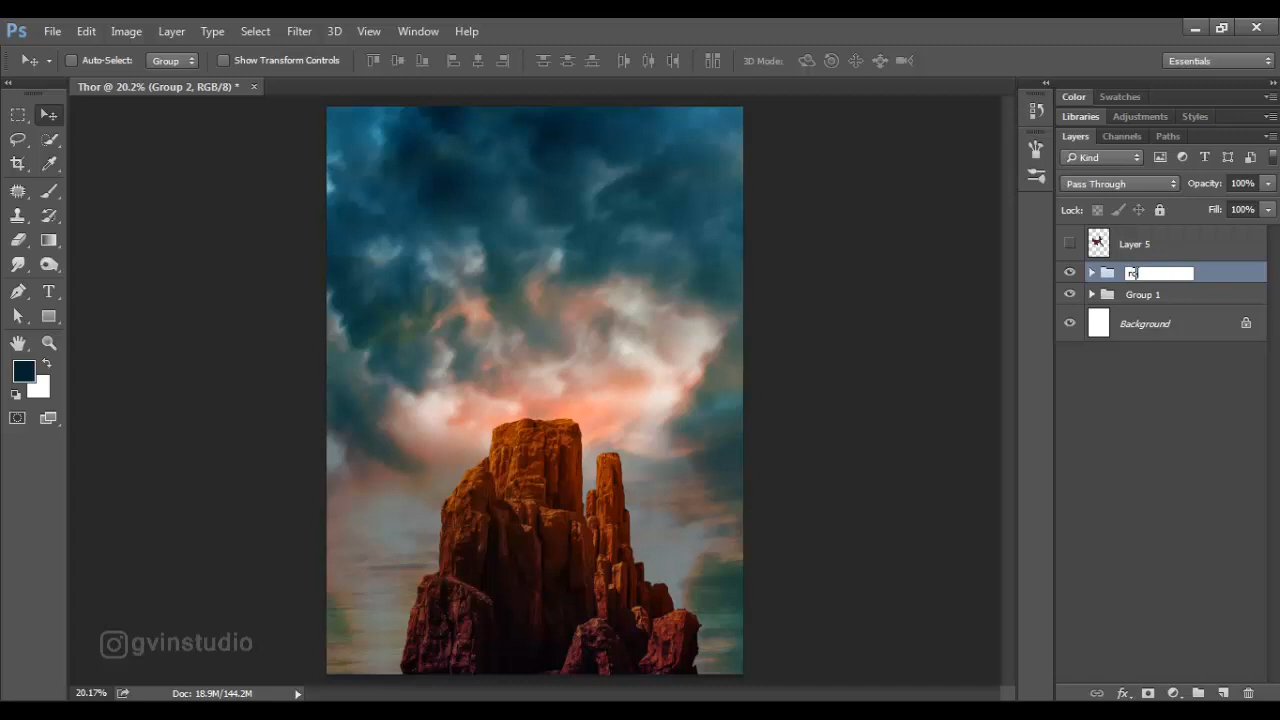 Ps File Edit Image Layer Type Select Filter 3D View Window Help
Auto-Select: Group Show Transform Controls 3D Mode: Essentials
Thor @ 20.2% (Group 2, RGB/8) * ×
Color Swatches
Libraries Adjustments Styles
Layers Channels Paths
Kind
Pass Through Opacity: 100%
Lock: Fill: 100%
Layer 5
Group 1
Background
gvinstudio
20.17% Doc: 18.9M/144.2M